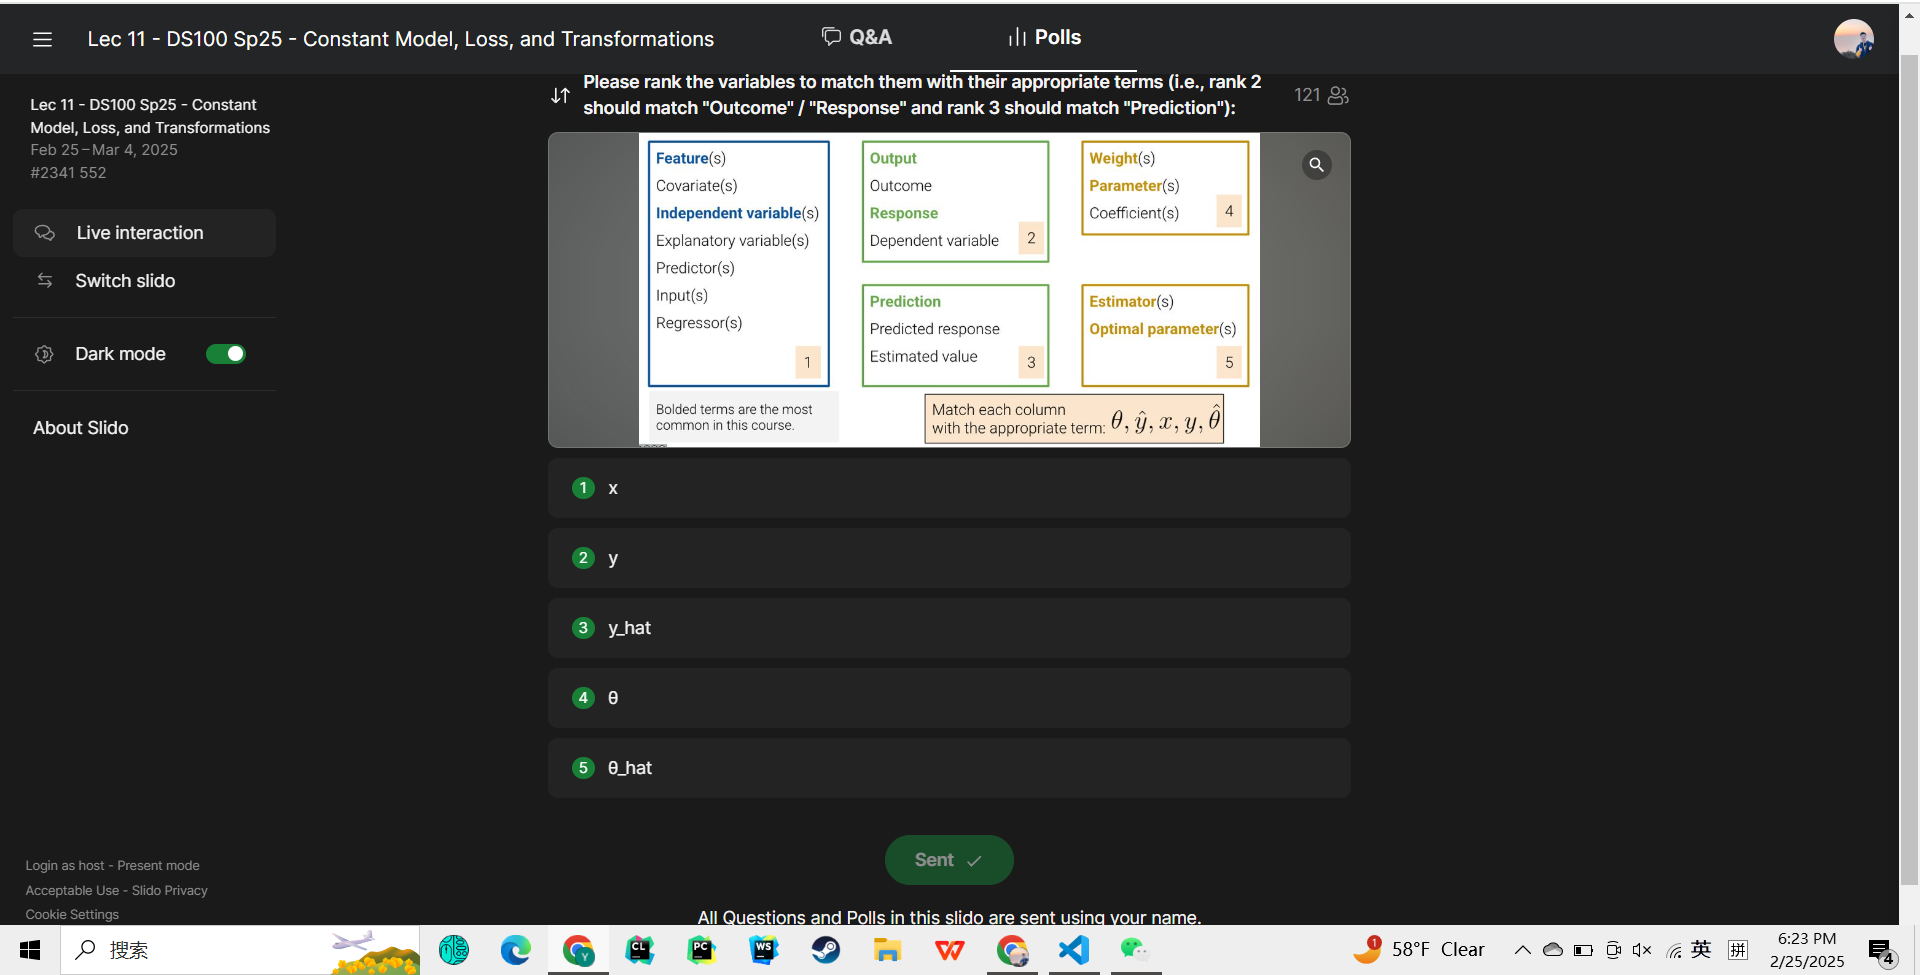 Lec 11 - DS100 Sp25 - Constant Model, Loss, and Transformations
Q&A
Polls
Lec 11 - DS100 Sp25 - Constant
Model, Loss, and Transformations
Feb 25 – Mar 4, 2025
#2341 552
Live interaction
Switch slido
Dark mode
About Slido
Login as host - Present mode
Acceptable Use - Slido Privacy
Cookie Settings
Please rank the variables to match them with their appropriate terms (i.e., rank 2
should match "Outcome" / "Response" and rank 3 should match "Prediction"):
121
Feature(s)
Covariate(s)
Independent variable(s)
Explanatory variable(s)
Predictor(s)
Input(s)
Regressor(s)
1
Output
Outcome
Response
Dependent variable
2
Weight(s)
Parameter(s)
Coefficient(s)
4
Prediction
Predicted response
Estimated value
3
Estimator(s)
Optimal parameter(s)
5
Bolded terms are the most
common in this course.
Match each column
with the appropriate term: θ, ŷ, x, y, θ̂
1 x
2 y
3 y_hat
4 θ
5 θ_hat
Sent
All Questions and Polls in this slido are sent using your name.
搜索
Y
CL
PC
WS
1
58°F Clear
英
拼
6:23 PM
2/25/2025
4